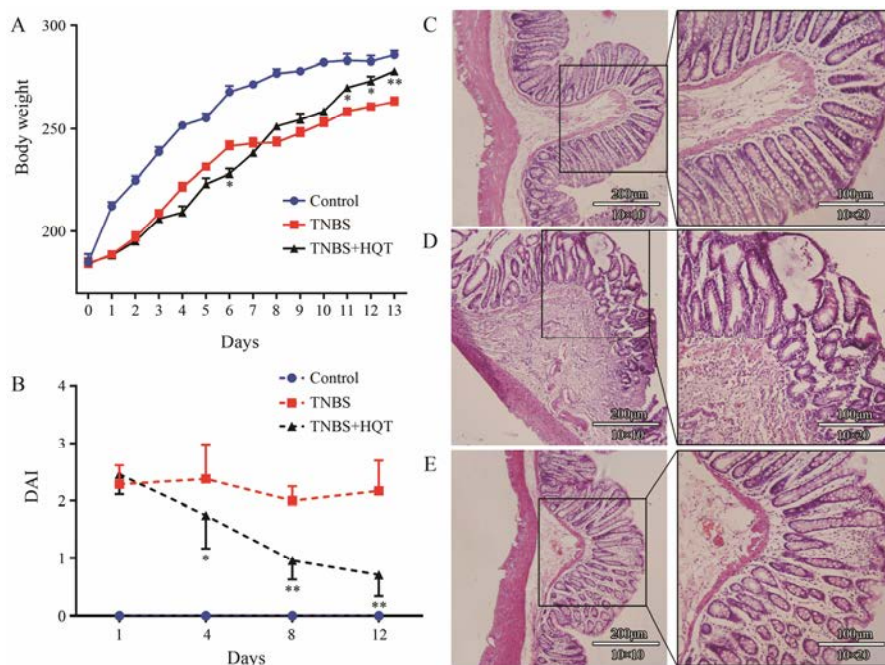 A
300
250
200
Body weight
Control
TNBS
TNBS+HQT
*
*
*
**
0 1 2 3 4 5 6 7 8 9 10 11 12 13
Days
B
4
3
2
1
0
DAI
Control
TNBS
TNBS+HQT
*
**
**
1 4 8 12
Days
C
200μm
10×10
100μm
10×20
D
200μm
10×10
100μm
10×20
E
200μm
10×10
100μm
10×20